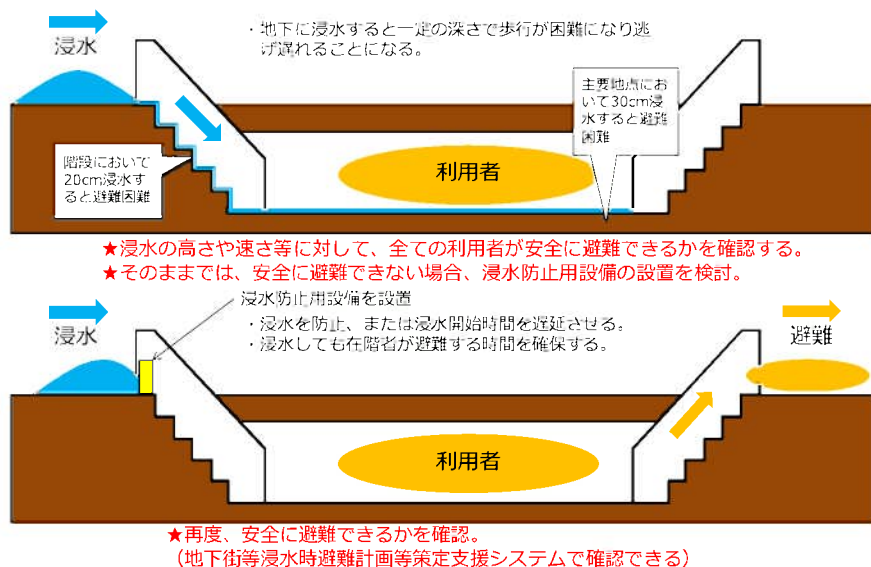 浸水
・地下に浸水すると一定の深さで歩行が困難になり逃
げ遅れることになる。
主要地点にお
いて30cm浸
水すると避難
困難
階段において
20cm浸水す
ると避難困難
利用者
★浸水の高さや速さ等に対して、全ての利用者が安全に避難できるかを確認する。
★そのままでは、安全に避難できない場合、浸水防止用設備の設置を検討。
浸水防止用設備を設置
浸水
・浸水を防止、または浸水開始時間を遅延させる。
・浸水しても在階者が避難する時間を確保する。
避難
利用者
★再度、安全に避難できるかを確認。
（地下街等浸水時避難計画等策定支援システムで確認できる）